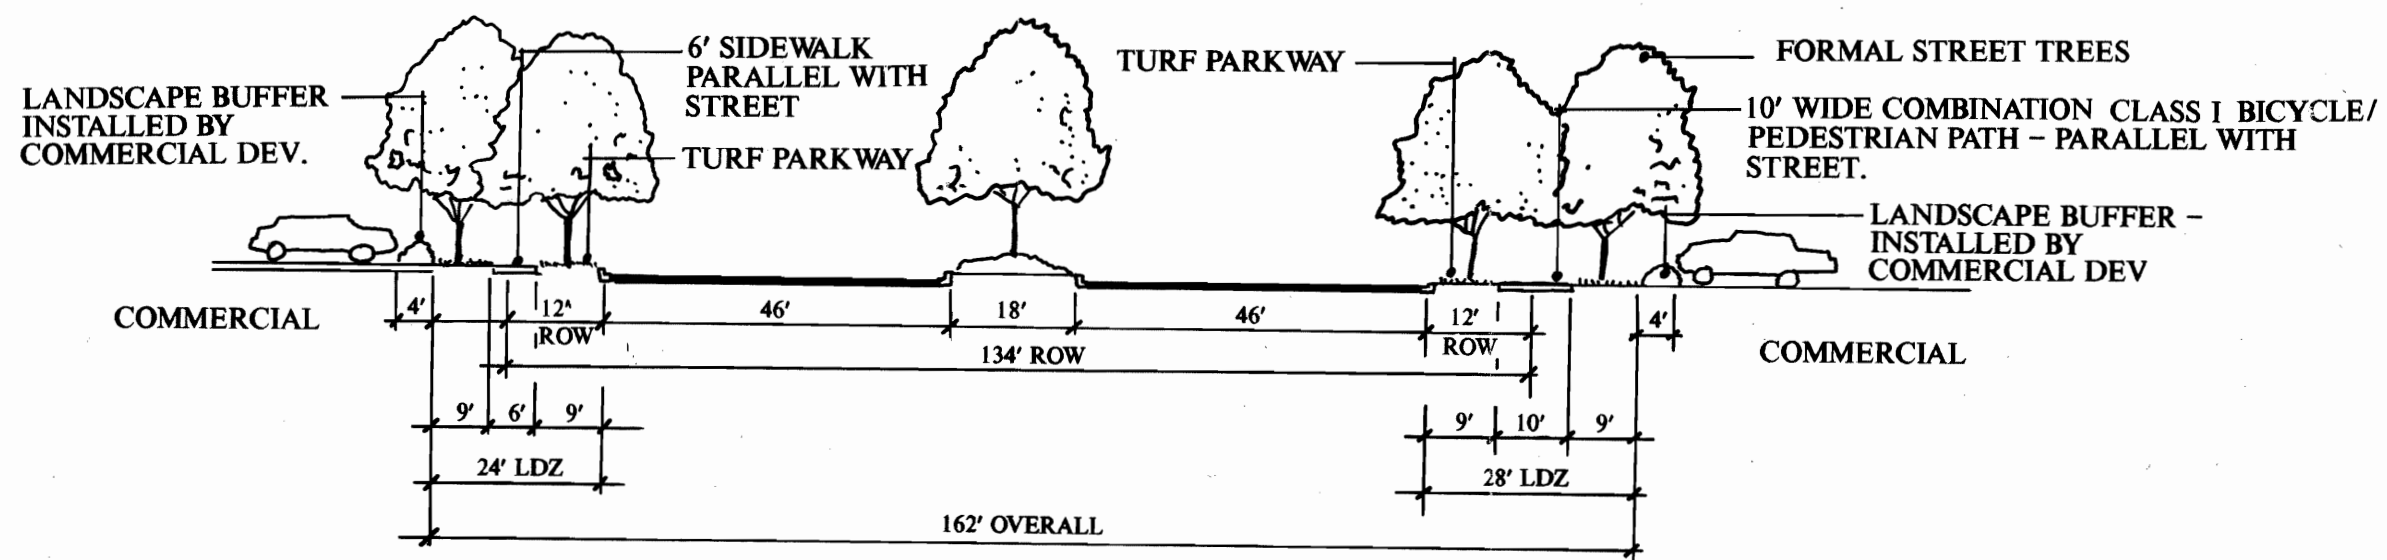 6' SIDEWALK
PARALLEL WITH
STREET
LANDSCAPE BUFFER
INSTALLED BY
COMMERCIAL DEV.
TURF PARKWAY
TURF PARKWAY
FORMAL STREET TREES
10' WIDE COMBINATION CLASS I BICYCLE/
PEDESTRIAN PATH – PARALLEL WITH
STREET.
LANDSCAPE BUFFER –
INSTALLED BY
COMMERCIAL DEV
COMMERCIAL
4'
12'
ROW
46'
18'
46'
12'
ROW
4'
COMMERCIAL
134' ROW
9'
6'
9'
9'
10'
9'
24' LDZ
28' LDZ
162' OVERALL